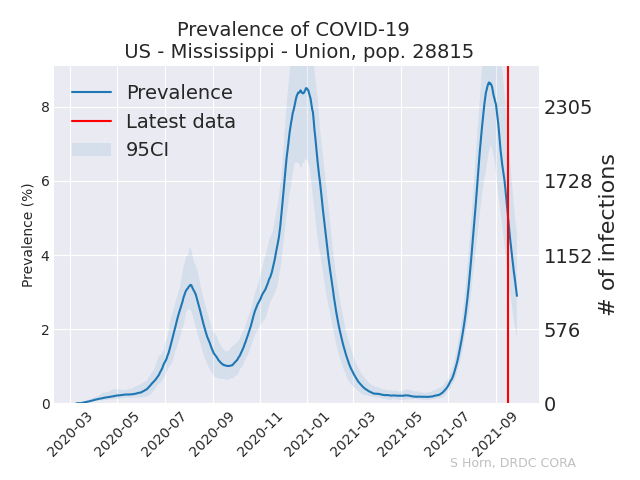 Prevalence of COVID-19
US - Mississippi - Union, pop. 28815
Prevalence
Latest data
95CI
Prevalence (%)
8
6
4
2
0
2305
1728
1152
576
0
# of infections
2020-03
2020-05
2020-07
2020-09
2020-11
2021-01
2021-03
2021-05
2021-07
2021-09
S Horn, DRDC CORA